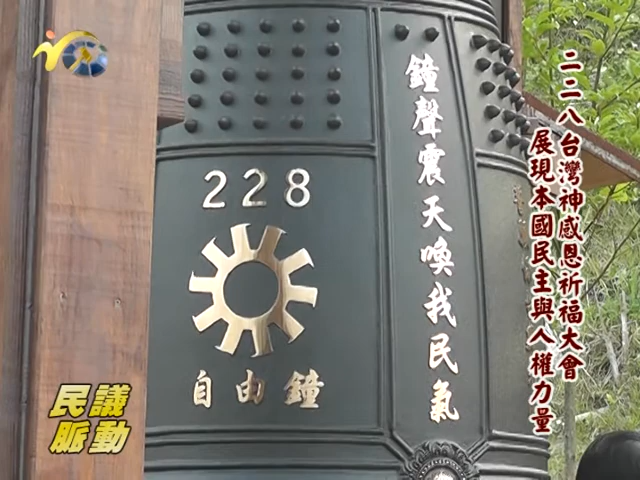 二二八台灣神感恩祈福大會
展現本國民主與人權力量
鐘聲震天喚我民氣
228
自由鐘
民議
脈動